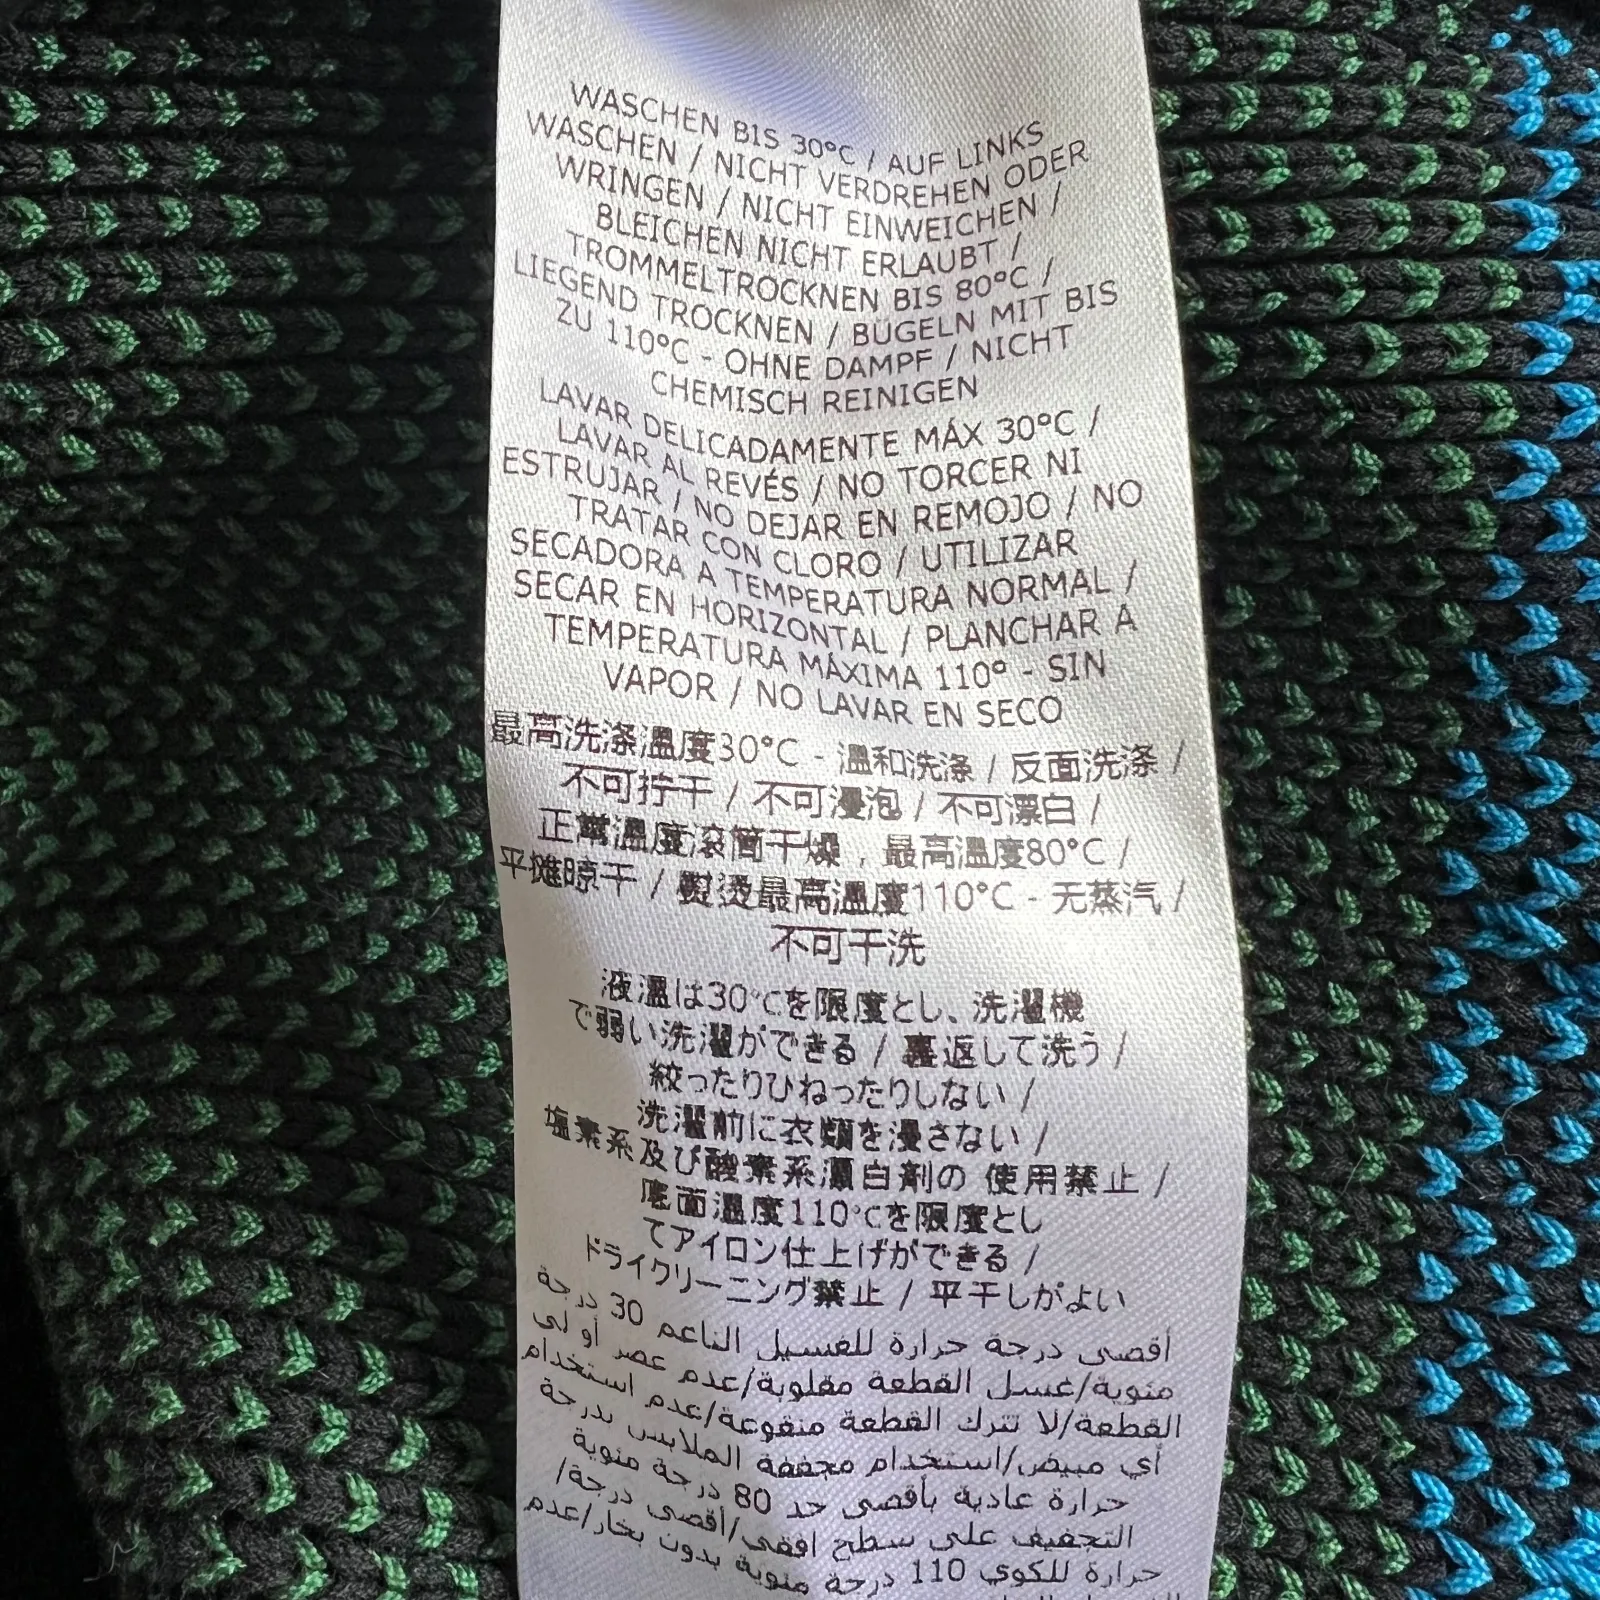 WASCHEN BIS 30°C / AUF LINKS
WASCHEN / NICHT VERDREHEN ODER
WRINGEN / NICHT EINWEICHEN /
BLEICHEN NICHT ERLAUBT /
TROMMELTROCKNEN BIS 80°C /
LIEGEND TROCKNEN / BÜGELN MIT BIS
ZU 110°C - OHNE DAMPF / NICHT
CHEMISCH REINIGEN
LAVAR DELICADAMENTE MÁX 30°C /
LAVAR AL REVÉS / NO TORCER NI
ESTRUJAR / NO DEJAR EN REMOJO / NO
TRATAR CON CLORO / UTILIZAR
SECADORA A TEMPERATURA NORMAL /
SECAR EN HORIZONTAL / PLANCHAR A
TEMPERATURA MÁXIMA 110° - SIN
VAPOR / NO LAVAR EN SECO
最高洗涤温度30°C - 温和洗涤 / 反面洗涤 /
不可拧干 / 不可浸泡 / 不可漂白 /
正常温度滚筒干燥，最高温度80°C /
平摊晾干 / 熨烫最高温度110°C - 无蒸汽 /
不可干洗
液温は30℃を限度とし、洗濯機
で弱い洗濯ができる / 裏返して洗う /
絞ったりひねったりしない /
洗濯前に衣類を浸さない /
塩素系及び酸素系漂白剤の 使用禁止 /
底面温度110℃を限度とし
てアイロン仕上げができる /
ドライクリーニング禁止 / 平干しがよい
أقصى درجة حرارة للغسيل الناعم 30 درجة
مئوية/غسل القطعة مقلوبة/عدم عصر أو لي
القطعة/لا تترك القطعة منقوعة/عدم استخدام
أي مبيض/استخدام مجففة الملابس بدرجة
حرارة عادية بأقصى حد 80 درجة مئوية
التجفيف على سطح افقي/أقصى درجة/
حرارة للكوي 110 درجة مئوية بدون بخار/عدم